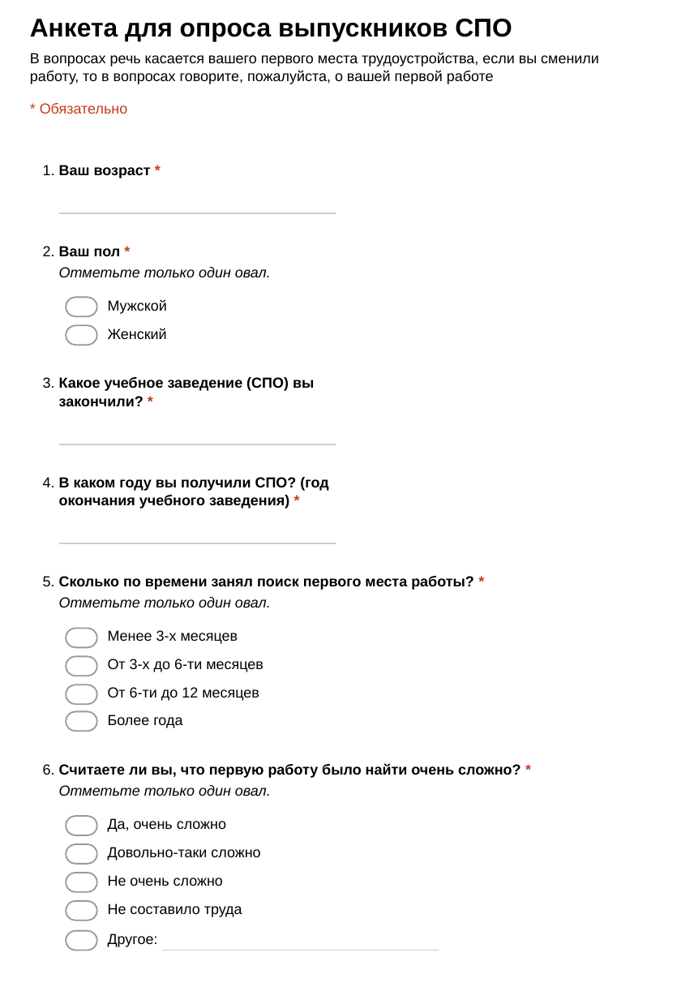 Анкета для опроса выпускников СПО
В вопросах речь касается вашего первого места трудоустройства, если вы сменили
работу, то в вопросах говорите, пожалуйста, о вашей первой работе
* Обязательно
1. Ваш возраст *
2. Ваш пол *
Отметьте только один овал.
Мужской
Женский
3. Какое учебное заведение (СПО) вы
закончили? *
4. В каком году вы получили СПО? (год
окончания учебного заведения) *
5. Сколько по времени занял поиск первого места работы? *
Отметьте только один овал.
Менее 3-х месяцев
От 3-х до 6-ти месяцев
От 6-ти до 12 месяцев
Более года
6. Считаете ли вы, что первую работу было найти очень сложно? *
Отметьте только один овал.
Да, очень сложно
Довольно-таки сложно
Не очень сложно
Не составило труда
Другое: